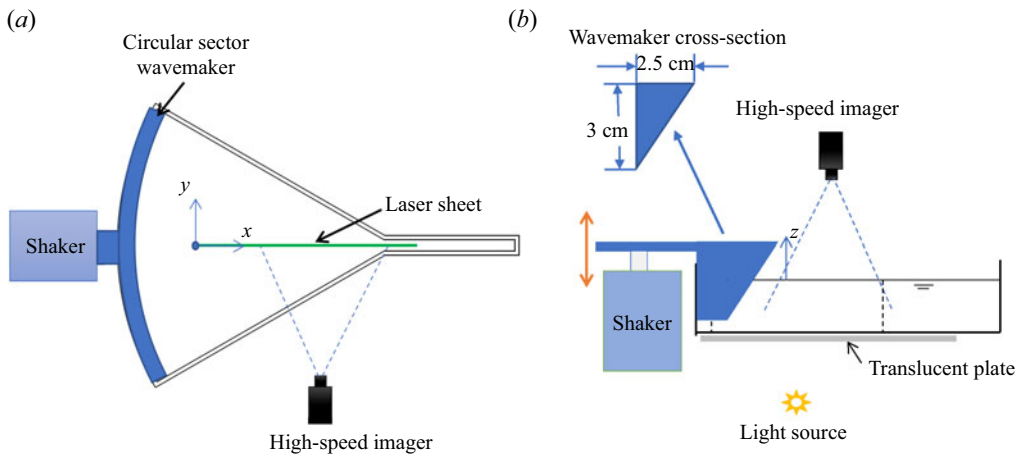 (a)
Circular sector
wavemaker
y
x
Laser sheet
Shaker
High-speed imager
(b)
Wavemaker cross-section
2.5 cm
3 cm
High-speed imager
z
Shaker
Translucent plate
Light source